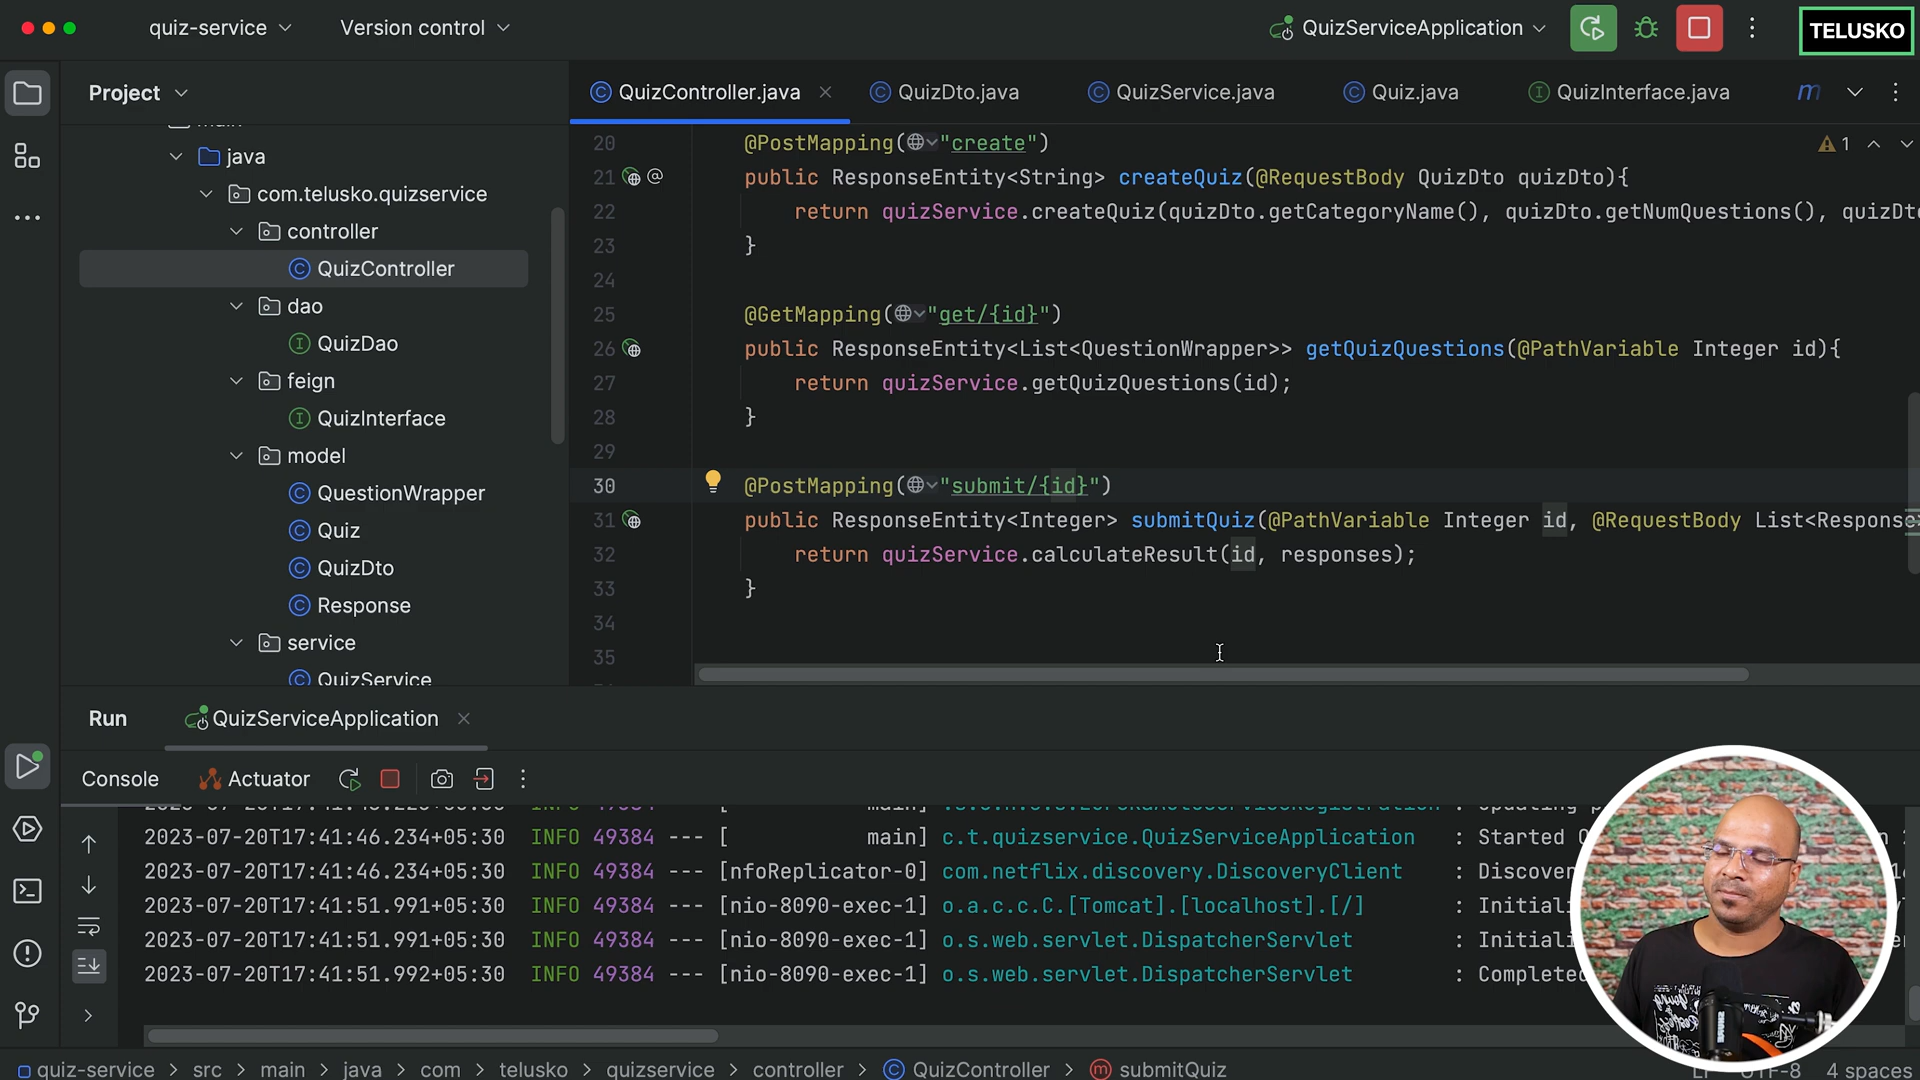 quiz-service
Version control
QuizServiceApplication
TELUSKO
Project
QuizController.java
QuizDto.java
QuizService.java
Quiz.java
QuizInterface.java
m
java
com.telusko.quizservice
controller
QuizController
dao
QuizDao
feign
QuizInterface
model
QuestionWrapper
Quiz
QuizDto
Response
service
QuizService
1
20 @PostMapping("create")
21 public ResponseEntity<String> createQuiz(@RequestBody QuizDto quizDto){
22 return quizService.createQuiz(quizDto.getCategoryName(), quizDto.getNumQuestions(), quizDt
23 }
24
25 @GetMapping("get/{id}")
26 public ResponseEntity<List<QuestionWrapper>> getQuizQuestions(@PathVariable Integer id){
27 return quizService.getQuizQuestions(id);
28 }
29
30 @PostMapping("submit/{id}")
31 public ResponseEntity<Integer> submitQuiz(@PathVariable Integer id, @RequestBody List<Response>
32 return quizService.calculateResult(id, responses);
33 }
34
35
Run
QuizServiceApplication
Console
Actuator
2023-07-20T17:41:46.234+05:30 INFO 49384 --- [ main] c.t.quizservice.QuizServiceApplication : Started
2023-07-20T17:41:46.234+05:30 INFO 49384 --- [nfoReplicator-0] com.netflix.discovery.DiscoveryClient : Discover
2023-07-20T17:41:51.991+05:30 INFO 49384 --- [nio-8090-exec-1] o.a.c.c.C.[Tomcat].[localhost].[/] : Initial
2023-07-20T17:41:51.991+05:30 INFO 49384 --- [nio-8090-exec-1] o.s.web.servlet.DispatcherServlet : Initial
2023-07-20T17:41:51.992+05:30 INFO 49384 --- [nio-8090-exec-1] o.s.web.servlet.DispatcherServlet : Completed
quiz-service > src > main > java > com > telusko > quizservice > controller > QuizController > submitQuiz
LF UTF-8 4 spaces